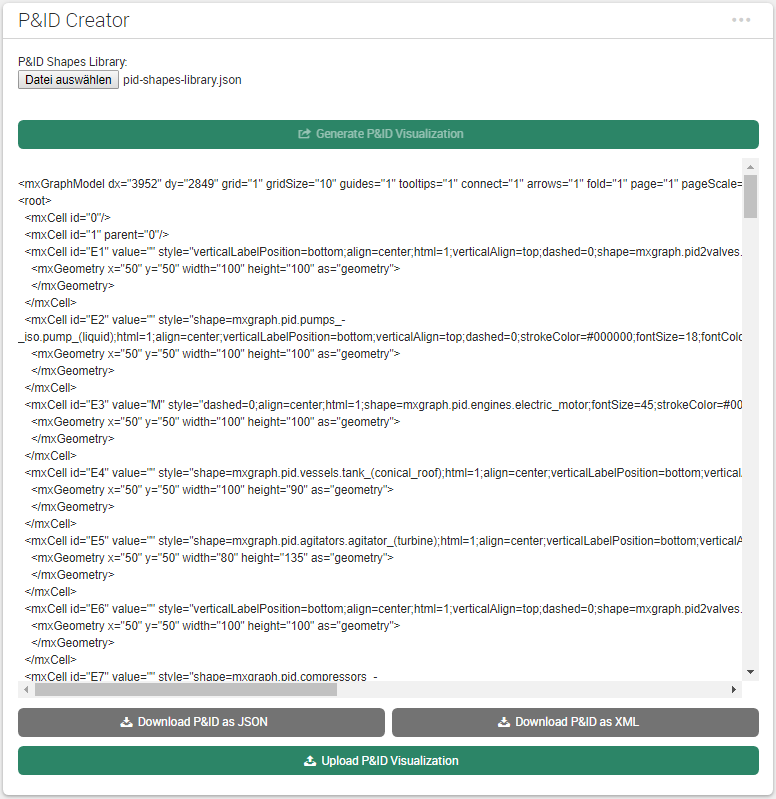 P&ID Creator
P&ID Shapes Library:
Datei auswählen pid-shapes-library.json
Generate P&ID Visualization
<mxGraphModel dx="3952" dy="2849" grid="1" gridSize="10" guides="1" tooltips="1" connect="1" arrows="1" fold="1" page="1" pageScale=
<root>
<mxCell id="0"/>
<mxCell id="1" parent="0"/>
<mxCell id="E1" value="" style="verticalLabelPosition=bottom;align=center;html=1;verticalAlign=top;dashed=0;shape=mxgraph.pid2valves.
<mxGeometry x="50" y="50" width="100" height="100" as="geometry">
</mxGeometry>
</mxCell>
<mxCell id="E2" value="" style="shape=mxgraph.pid.pumps_-
_iso.pump_(liquid);html=1;align=center;verticalLabelPosition=bottom;verticalAlign=top;dashed=0;strokeColor=#000000;fontSize=18;fontColo
<mxGeometry x="50" y="50" width="100" height="100" as="geometry">
</mxGeometry>
</mxCell>
<mxCell id="E3" value="M" style="dashed=0;align=center;html=1;shape=mxgraph.pid.engines.electric_motor;fontSize=45;strokeColor=#00
<mxGeometry x="50" y="50" width="100" height="100" as="geometry">
</mxGeometry>
</mxCell>
<mxCell id="E4" value="" style="shape=mxgraph.pid.vessels.tank_(conical_roof);html=1;align=center;verticalLabelPosition=bottom;vertical
<mxGeometry x="50" y="50" width="100" height="90" as="geometry">
</mxGeometry>
</mxCell>
<mxCell id="E5" value="" style="shape=mxgraph.pid.agitators.agitator_(turbine);html=1;align=center;verticalLabelPosition=bottom;verticalA
<mxGeometry x="50" y="50" width="80" height="135" as="geometry">
</mxGeometry>
</mxCell>
<mxCell id="E6" value="" style="verticalLabelPosition=bottom;align=center;html=1;verticalAlign=top;dashed=0;shape=mxgraph.pid2valves.
<mxGeometry x="50" y="50" width="100" height="100" as="geometry">
</mxGeometry>
</mxCell>
<mxCell id="E7" value="" style="shape=mxgraph.pid.compressors_-
Download P&ID as JSON
Download P&ID as XML
Upload P&ID Visualization